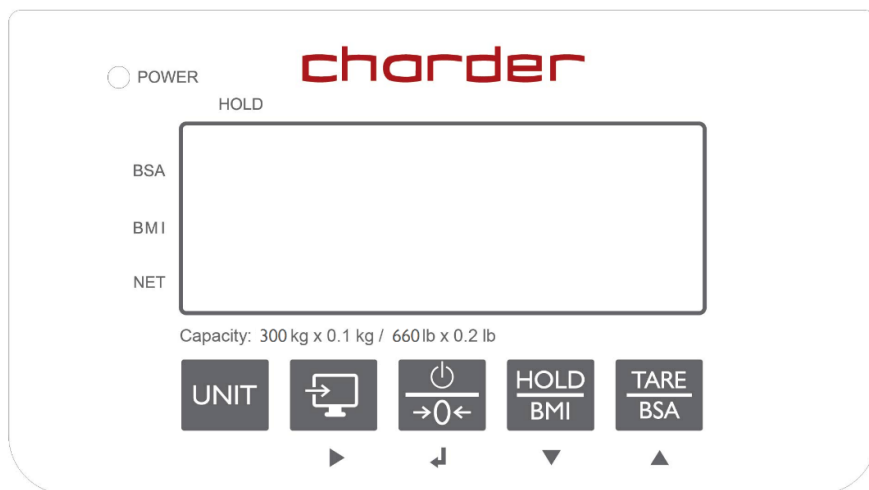 charder
POWER
HOLD
BSA
BMI
NET
Capacity: 300 kg x 0.1 kg / 660 lb x 0.2 lb
UNIT
→0←
HOLD
BMI
TARE
BSA